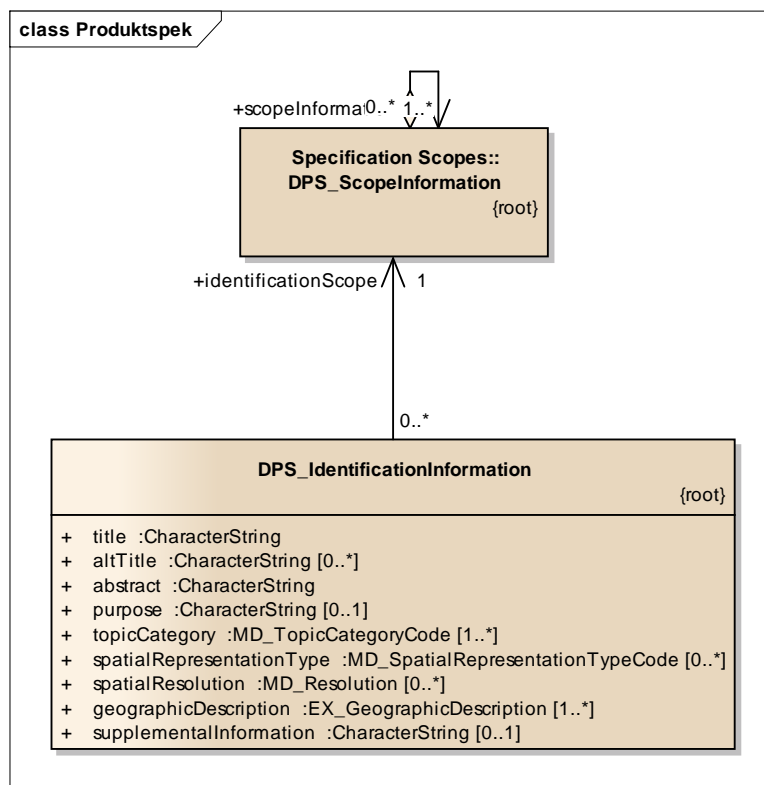 class Produktspek
+scopeInformat 0..* 1..*
Specification Scopes::
DPS_ScopeInformation
{root}
+identificationScope 1
0..*
DPS_IdentificationInformation
{root}
+ title :CharacterString
+ altTitle :CharacterString [0..*]
+ abstract :CharacterString
+ purpose :CharacterString [0..1]
+ topicCategory :MD_TopicCategoryCode [1..*]
+ spatialRepresentationType :MD_SpatialRepresentationTypeCode [0..*]
+ spatialResolution :MD_Resolution [0..*]
+ geographicDescription :EX_GeographicDescription [1..*]
+ supplementalInformation :CharacterString [0..1]